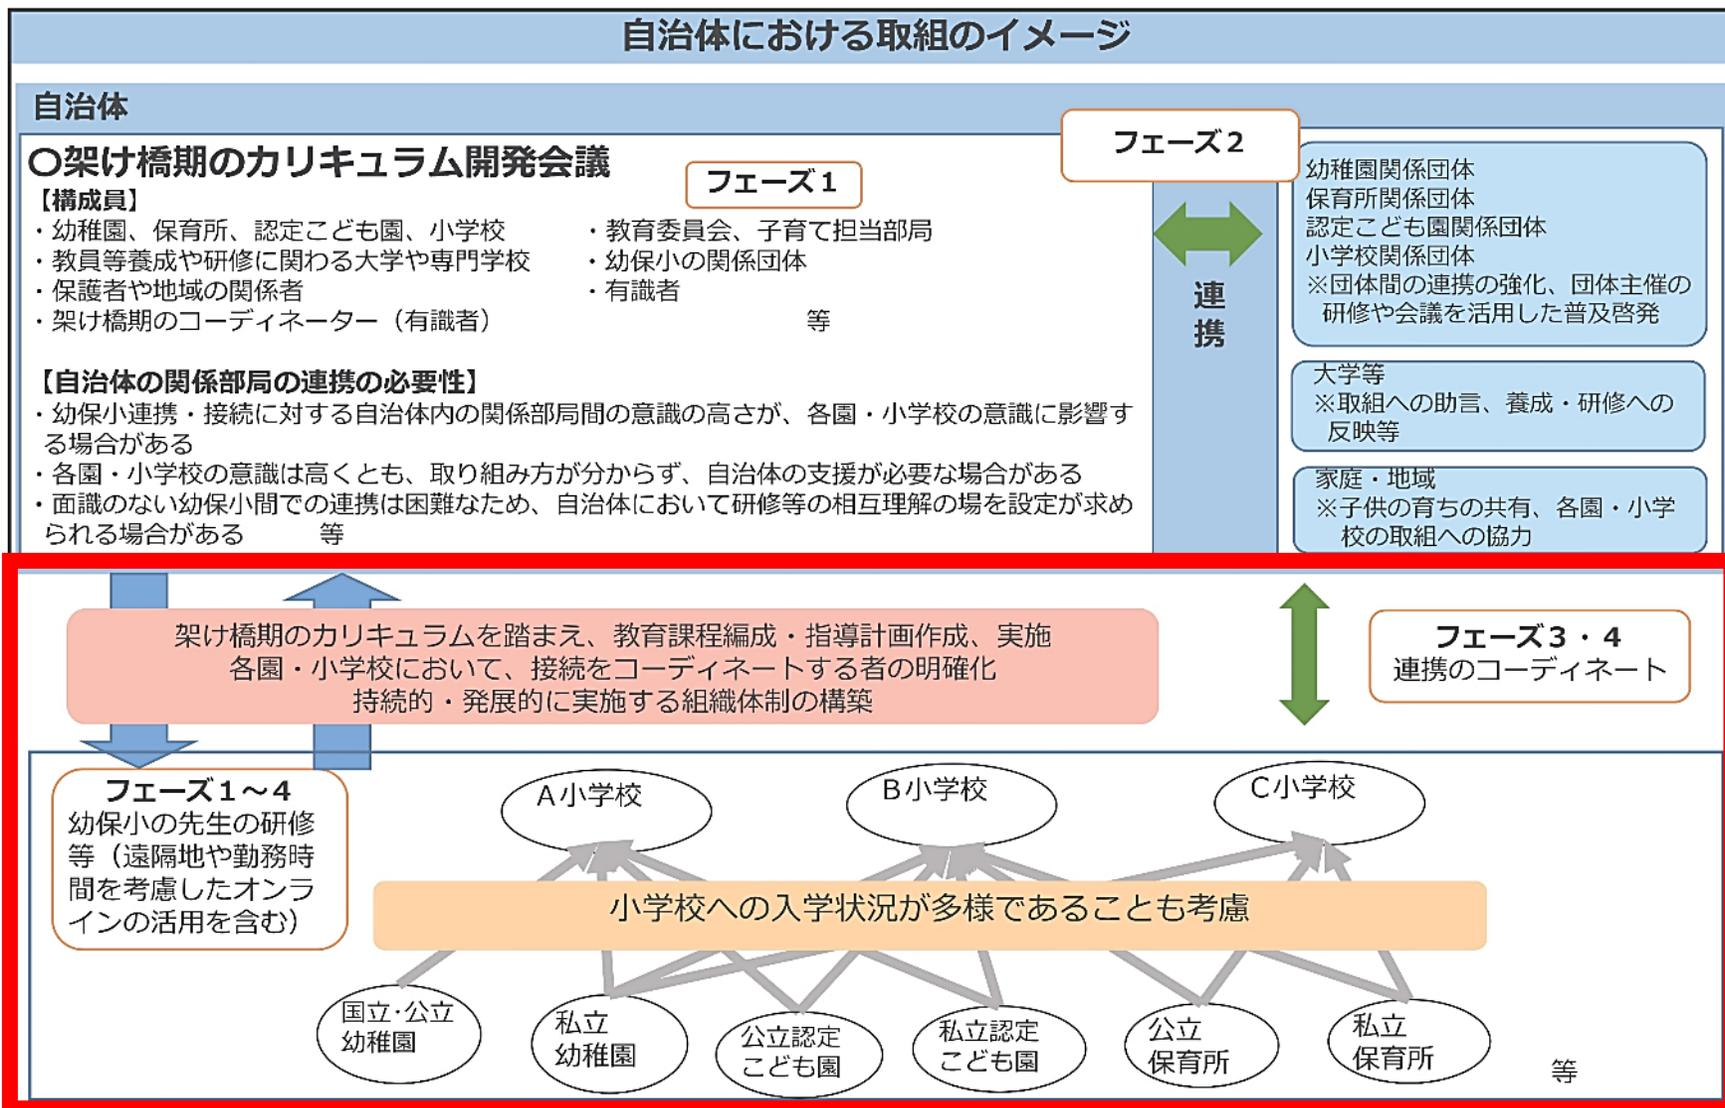 自治体における取組のイメージ
自治体
〇架け橋期のカリキュラム開発会議
フェーズ１
【構成員】
・幼稚園、保育所、認定こども園、小学校
・教員等養成や研修に関わる大学や専門学校
・保護者や地域の関係者
・架け橋期のコーディネーター（有識者）
・教育委員会、子育て担当部局
・幼保小の関係団体
・有識者
等
【自治体の関係部局の連携の必要性】
・幼保小連携・接続に対する自治体内の関係部局間の意識の高さが、各園・小学校の意識に影響す
る場合がある
・各園・小学校の意識は高くとも、取り組み方が分からず、自治体の支援が必要な場合がある
・面識のない幼保小間での連携は困難なため、自治体において研修等の相互理解の場を設定が求め
られる場合がある　　　等
フェーズ２
連
携
幼稚園関係団体
保育所関係団体
認定こども園関係団体
小学校関係団体
※団体間の連携の強化、団体主催の
研修や会議を活用した普及啓発
大学等
※取組への助言、養成・研修への
反映等
家庭・地域
※子供の育ちの共有、各園・小学
校の取組への協力
架け橋期のカリキュラムを踏まえ、教育課程編成・指導計画作成、実施
各園・小学校において、接続をコーディネートする者の明確化
持続的・発展的に実施する組織体制の構築
フェーズ３・４
連携のコーディネート
フェーズ１～４
幼保小の先生の研修
等（遠隔地や勤務時
間を考慮したオンラ
インの活用を含む）
A小学校
B小学校
C小学校
小学校への入学状況が多様であることも考慮
国立･公立
幼稚園
私立
幼稚園
公立認定
こども園
私立認定
こども園
公立
保育所
私立
保育所
等